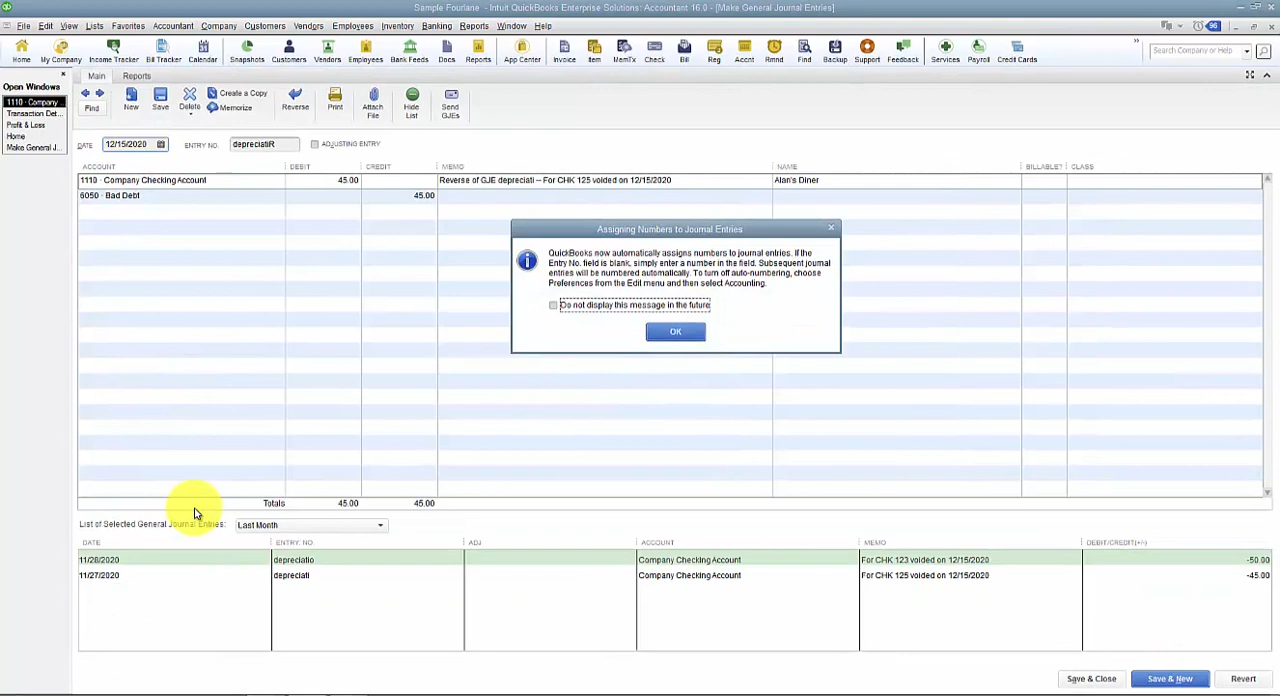 Sample Fourlane - Intuit QuickBooks Enterprise Solutions: Accountant 16.0 - [Make General Journal Entries]
File Edit View Lists Favorites Accountant Company Customers Vendors Employees Inventory Banking Reports Window Help 96
Home My Company Income Tracker Bill Tracker Calendar Snapshots Customers Vendors Employees Bank Feeds Docs Reports App Center Invoice Item MemTx Check Bill Reg Accnt Rmnd Find Backup Support Feedback Services Payroll Credit Cards » Search Company or Help
Main Reports
Open Windows
1110 · Company ...
Transaction Det...
Profit & Loss
Home
Make General J...
Find New Save Delete Create a Copy Memorize Reverse Print Attach File Hide List Send GJEs
DATE 12/15/2020 ENTRY NO. depreciatiR ADJUSTING ENTRY
ACCOUNT DEBIT CREDIT MEMO NAME BILLABLE? CLASS
1110 · Company Checking Account 45.00 Reverse of GJE depreciati -- For CHK 125 voided on 12/15/2020 Alan's Diner
6050 · Bad Debt 45.00
Assigning Numbers to Journal Entries
QuickBooks now automatically assigns numbers to journal entries. If the
Entry No. field is blank, simply enter a number in the field. Subsequent journal
entries will be numbered automatically. To turn off auto-numbering, choose
Preferences from the Edit menu and then select Accounting.
Do not display this message in the future
OK
Totals 45.00 45.00
List of Selected General Journal Entries: Last Month
DATE ENTRY. NO ADJ ACCOUNT MEMO DEBIT/CREDIT(+/-)
11/28/2020 depreciatio Company Checking Account For CHK 123 voided on 12/15/2020 -50.00
11/27/2020 depreciati Company Checking Account For CHK 125 voided on 12/15/2020 -45.00
Save & Close Save & New Revert